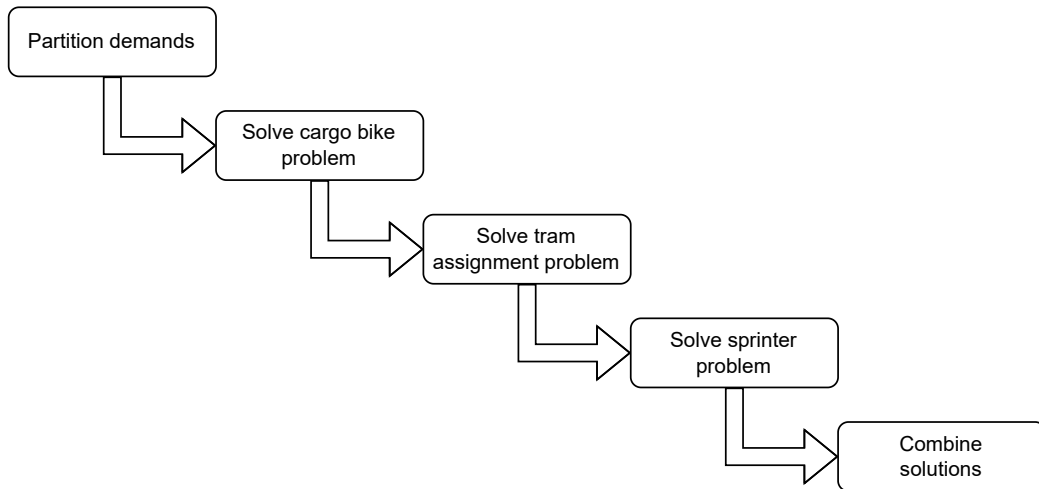 Partition demands
Solve cargo bike
problem
Solve tram
assignment problem
Solve sprinter
problem
Combine
solutions